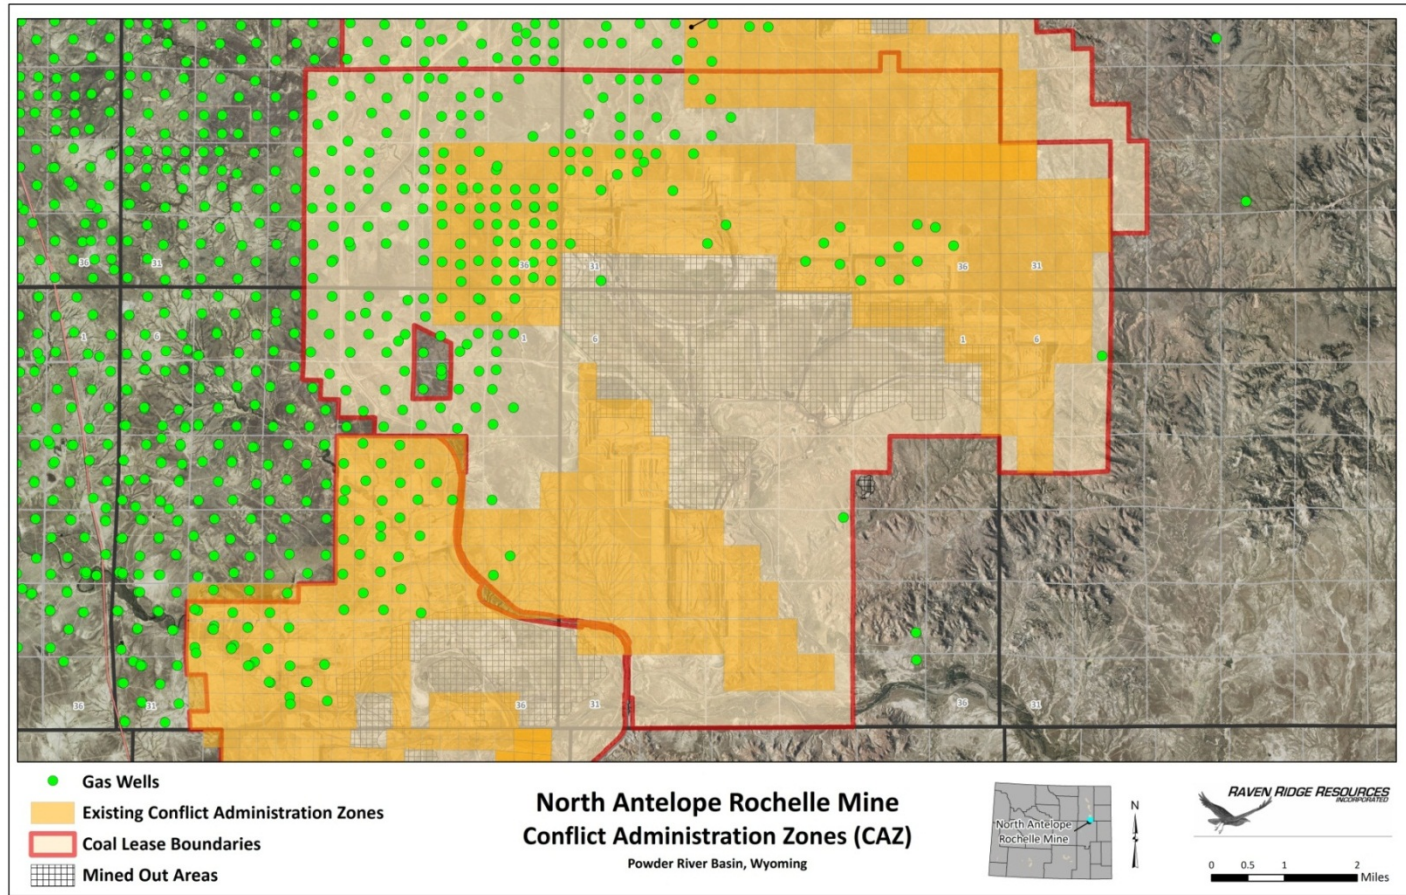 36
31
36
31
36
31
1
6
1
6
1
6
36
31
36
31
36
31
Gas Wells
Existing Conflict Administration Zones
Coal Lease Boundaries
Mined Out Areas
North Antelope Rochelle Mine
Conflict Administration Zones (CAZ)
Powder River Basin, Wyoming
North Antelope
Rochelle Mine
N
RAVEN RIDGE RESOURCES
INCORPORATED
0 0.5 1 2
Miles